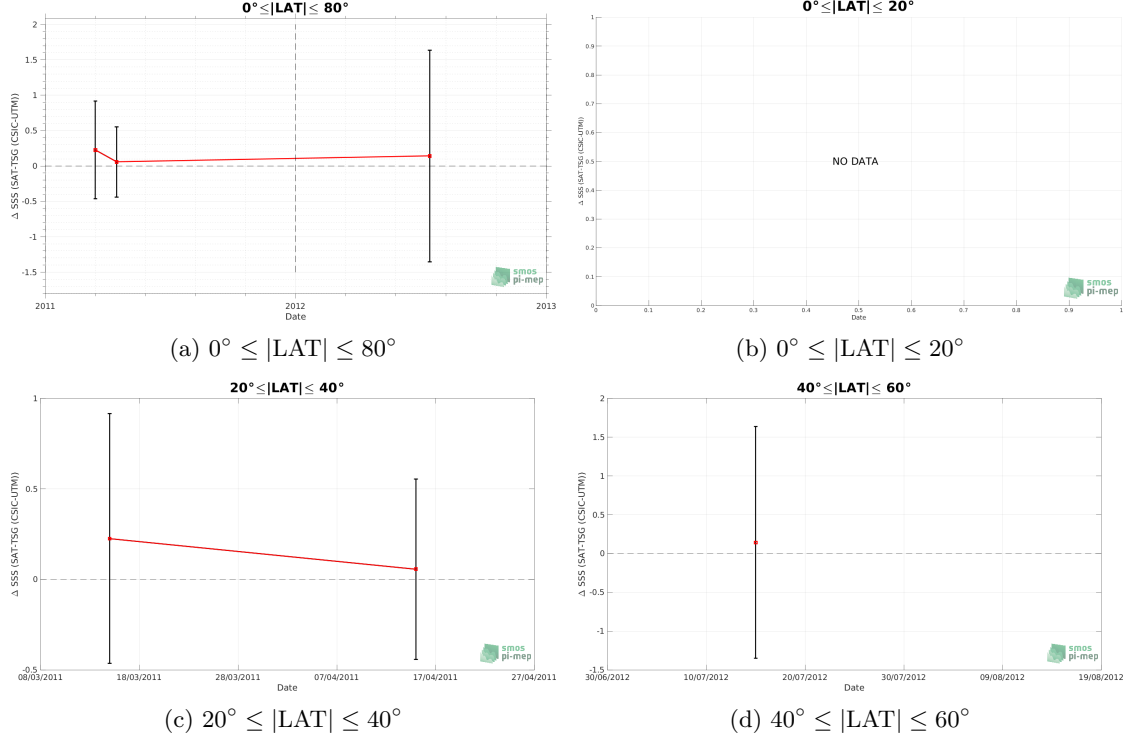 0°≤|LAT|≤ 80°
2
1.5
1
0.5
0
-0.5
-1
-1.5
Δ SSS (SAT-TSG (CSIC-UTM))
2011
2012
2013
Date
smos
pi-mep
(a) 0° ≤ |LAT| ≤ 80°
0°≤|LAT|≤ 20°
1
0.9
0.8
0.7
0.6
0.5
0.4
0.3
0.2
0.1
0
Δ SSS (SAT-TSG (CSIC-UTM))
NO DATA
0 0.1 0.2 0.3 0.4 0.5 0.6 0.7 0.8 0.9 1
Date
smos
pi-mep
(b) 0° ≤ |LAT| ≤ 20°
20°≤|LAT|≤ 40°
1
0.5
0
-0.5
Δ SSS (SAT-TSG (CSIC-UTM))
08/03/2011 18/03/2011 28/03/2011 07/04/2011 17/04/2011 27/04/2011
Date
smos
pi-mep
(c) 20° ≤ |LAT| ≤ 40°
40°≤|LAT|≤ 60°
2
1.5
1
0.5
0
-0.5
-1
-1.5
Δ SSS (SAT-TSG (CSIC-UTM))
30/06/2012 10/07/2012 20/07/2012 30/07/2012 09/08/2012 19/08/2012
Date
smos
pi-mep
(d) 40° ≤ |LAT| ≤ 60°